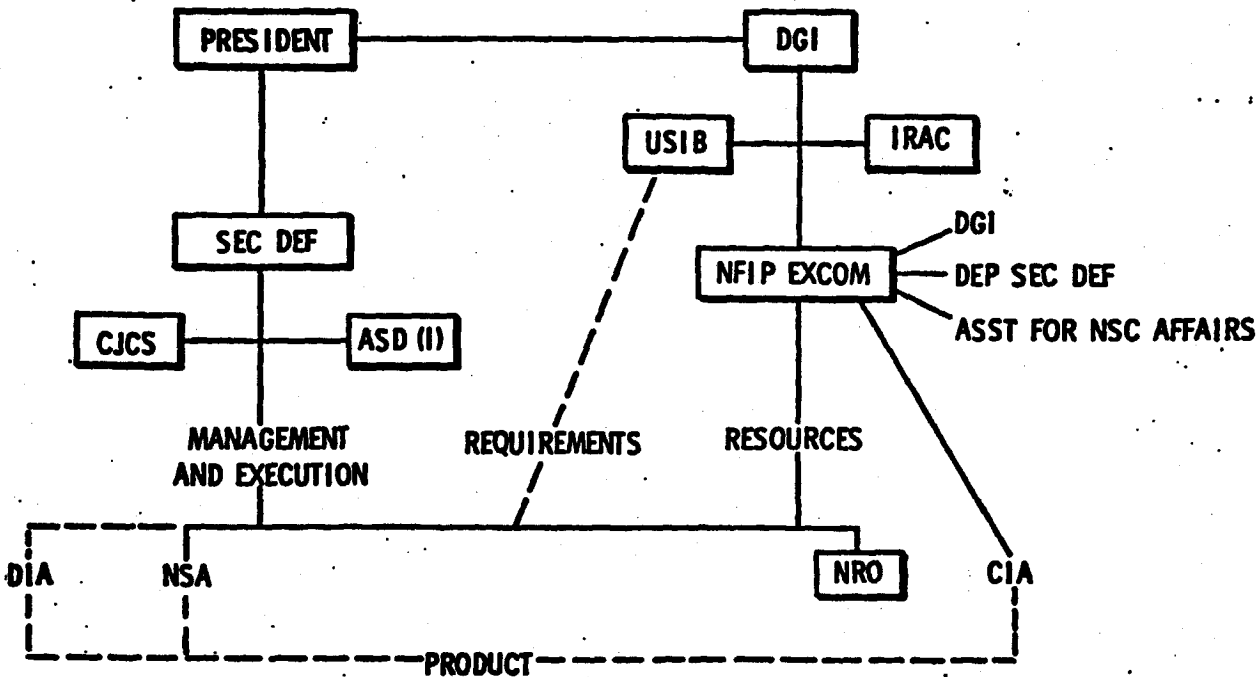 PRESIDENT
DGI
USIB
IRAC
SEC DEF
NFIP EXCOM
DGI
DEP SEC DEF
ASST FOR NSC AFFAIRS
CJCS
ASD (I)
MANAGEMENT
AND EXECUTION
REQUIREMENTS
RESOURCES
DIA
NSA
NRO
CIA
PRODUCT